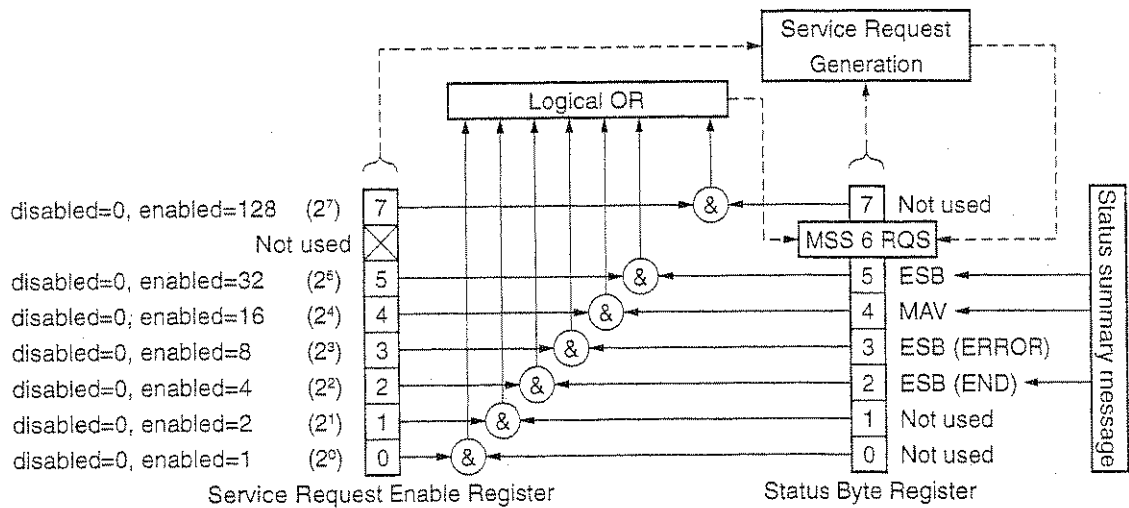 Service Request
Generation
Logical OR
disabled=0, enabled=128 (2⁷) 7 & 7 Not used
Not used MSS 6 RQS
disabled=0, enabled=32 (2⁵) 5 & 5 ESB
disabled=0, enabled=16 (2⁴) 4 & 4 MAV
disabled=0, enabled=8 (2³) 3 & 3 ESB (ERROR)
disabled=0, enabled=4 (2²) 2 & 2 ESB (END)
disabled=0, enabled=2 (2¹) 1 & 1 Not used
disabled=0, enabled=1 (2⁰) 0 & 0 Not used
Status summary message
Service Request Enable Register Status Byte Register